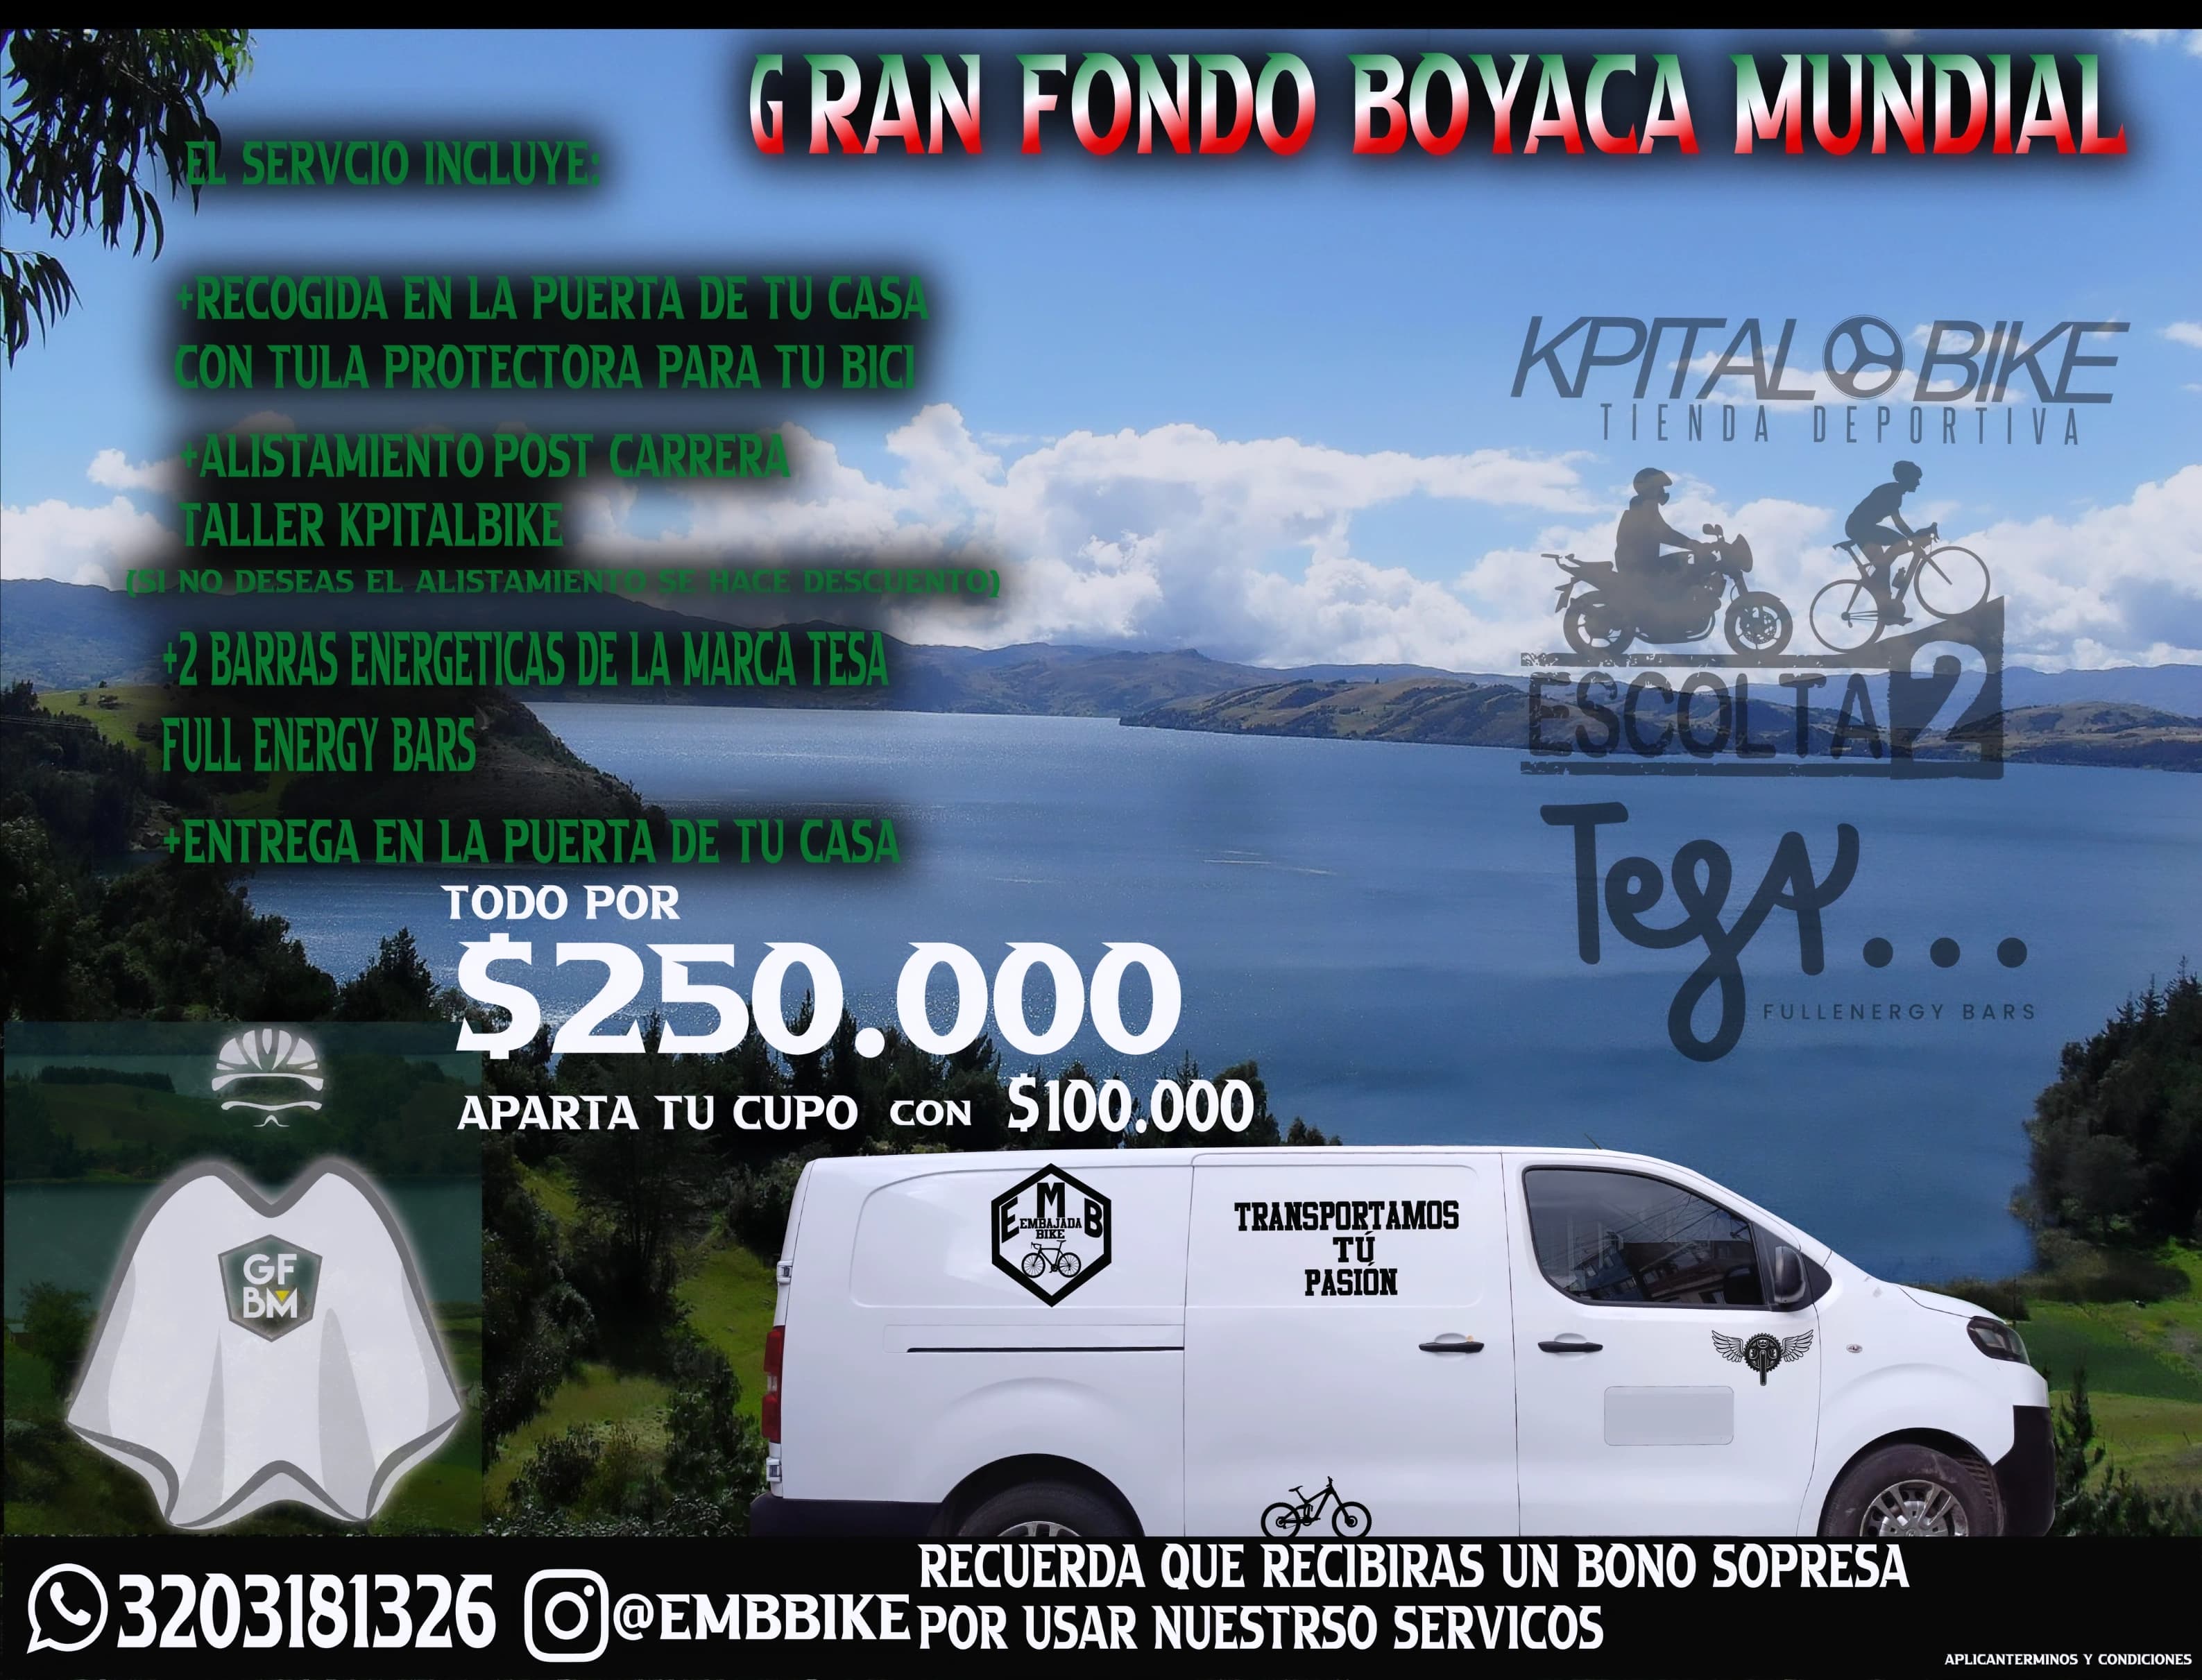 GRAN FONDO BOYACA MUNDIAL
EL SERVCIO INCLUYE:
+RECOGIDA EN LA PUERTA DE TU CASA
CON TULA PROTECTORA PARA TU BICI
+ALISTAMIENTO POST CARRERA
TALLER KPITALBIKE
(SI NO DESEAS EL ALISTAMIENTO SE HACE DESCUENTO)
+2 BARRAS ENERGETICAS DE LA MARCA TESA
FULL ENERGY BARS
+ENTREGA EN LA PUERTA DE TU CASA
TODO POR
$250.000
APARTA TU CUPO CON $100.000
KPITAL BIKE
TIENDA DEPORTIVA
ESCOLTA 2
TesA...
FULLENERGY BARS
GF
BM
EMB
EMBAJADA
BIKE
TRANSPORTAMOS
TÚ
PASIÓN
3203181326
@EMBBIKE
RECUERDA QUE RECIBIRAS UN BONO SOPRESA
POR USAR NUESTRSO SERVICOS
APLICANTERMINOS Y CONDICIONES